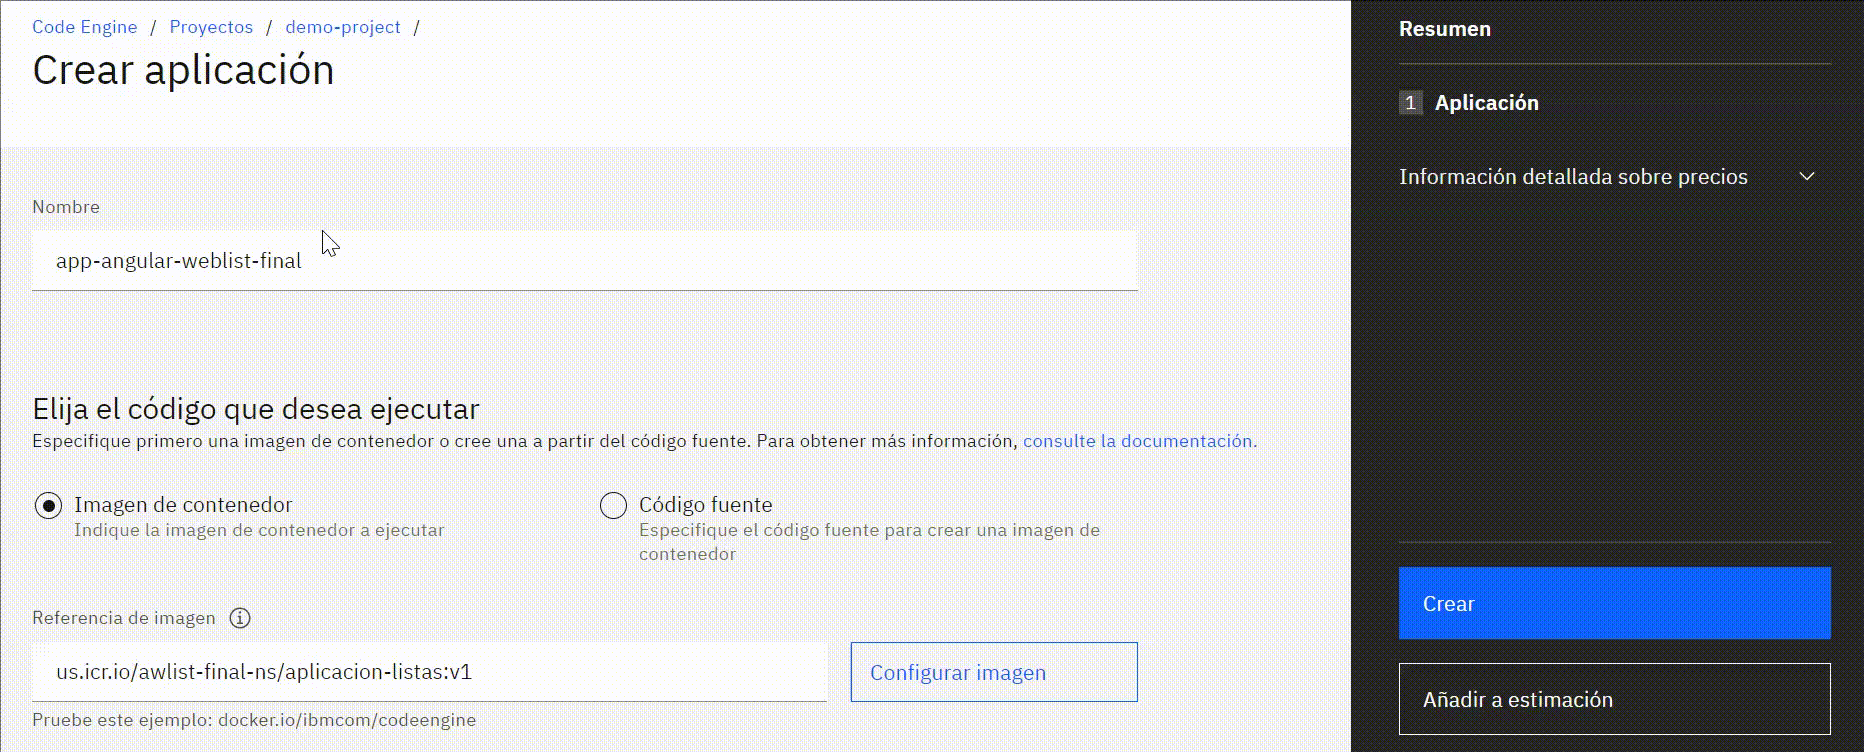 Code Engine / Proyectos / demo-project /
Crear aplicación
Nombre
app-angular-weblist-final
Elija el código que desea ejecutar
Especifique primero una imagen de contenedor o cree una a partir del código fuente. Para obtener más información, consulte la documentación.
Imagen de contenedor
Indique la imagen de contenedor a ejecutar
Código fuente
Especifique el código fuente para crear una imagen de
contenedor
Referencia de imagen
us.icr.io/awlist-final-ns/aplicacion-listas:v1
Configurar imagen
Pruebe este ejemplo: docker.io/ibmcom/codeengine
Resumen
1 Aplicación
Información detallada sobre precios
Crear
Añadir a estimación